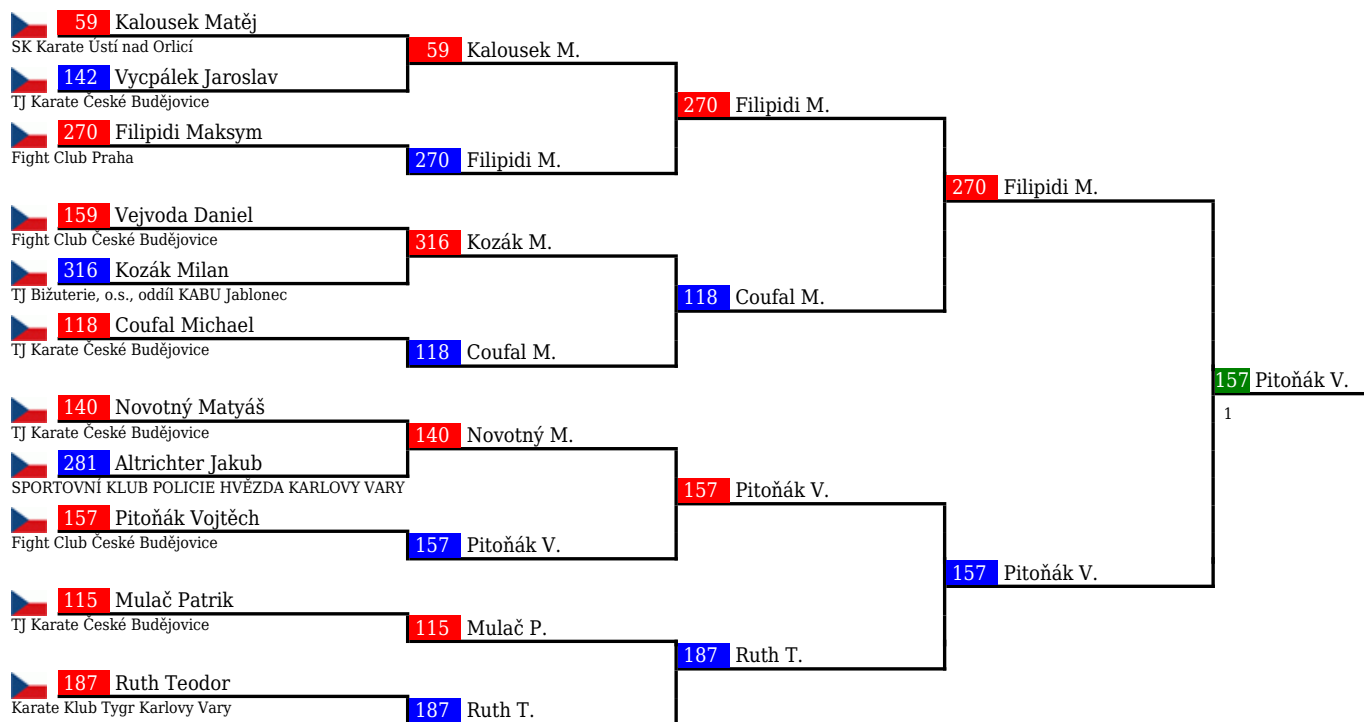 59 Kalousek Matěj
SK Karate Ústí nad Orlicí
142 Vycpálek Jaroslav
TJ Karate České Budějovice
270 Filipidi Maksym
Fight Club Praha
159 Vejvoda Daniel
Fight Club České Budějovice
316 Kozák Milan
TJ Bižuterie, o.s., oddíl KABU Jablonec
118 Coufal Michael
TJ Karate České Budějovice
140 Novotný Matyáš
TJ Karate České Budějovice
281 Altrichter Jakub
SPORTOVNÍ KLUB POLICIE HVĚZDA KARLOVY VARY
157 Pitoňák Vojtěch
Fight Club České Budějovice
115 Mulač Patrik
TJ Karate České Budějovice
187 Ruth Teodor
Karate Klub Tygr Karlovy Vary
59 Kalousek M.
270 Filipidi M.
316 Kozák M.
118 Coufal M.
140 Novotný M.
157 Pitoňák V.
115 Mulač P.
187 Ruth T.
270 Filipidi M.
118 Coufal M.
157 Pitoňák V.
187 Ruth T.
270 Filipidi M.
157 Pitoňák V.
157 Pitoňák V.
1